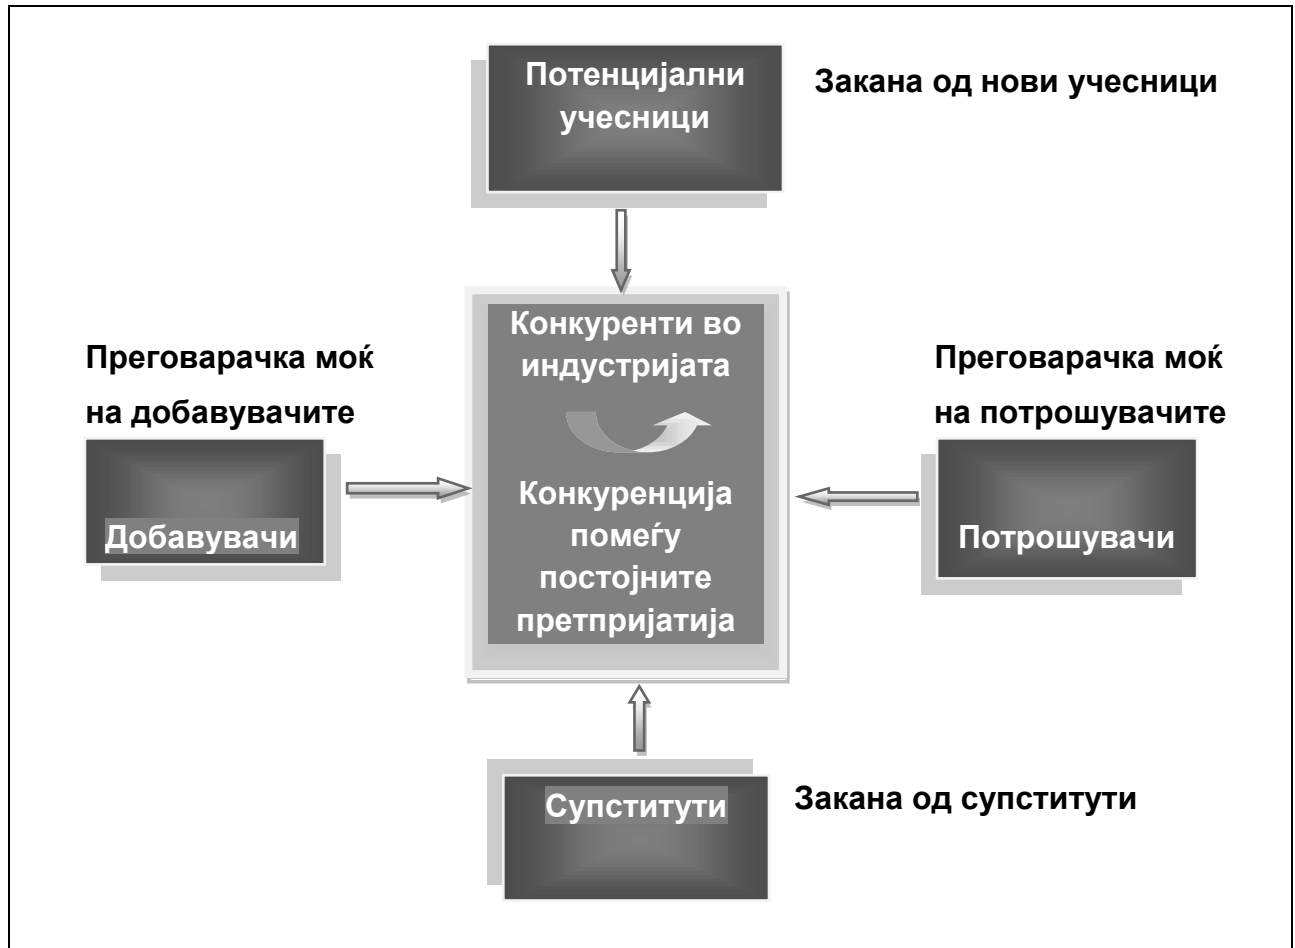 Потенцијални
учесници
Закана од нови учесници
Преговарачка моќ
на добавувачите
Добавувачи
Конкуренти во
индустријата
Конкуренција
помеѓу
постојните
претпријатија
Преговарачка моќ
на потрошувачите
Потрошувачи
Супститути
Закана од супститути